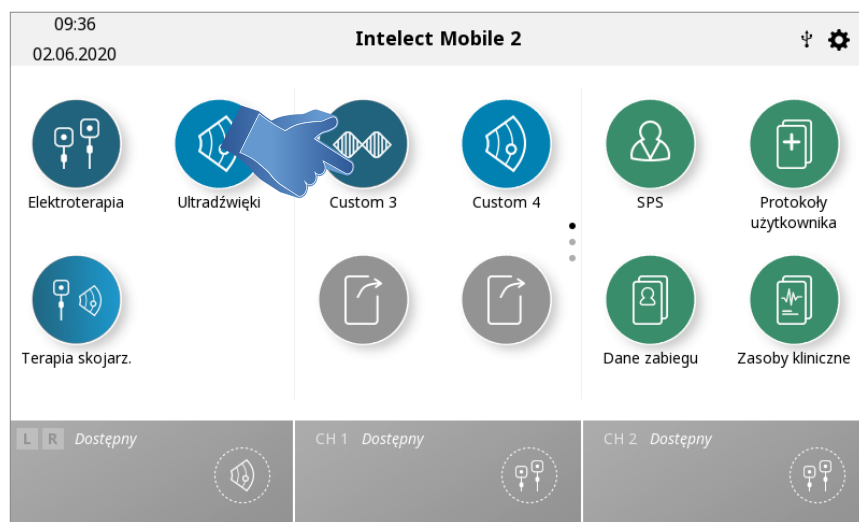 09:36
02.06.2020
Intelect Mobile 2
Elektroterapia
Ultradźwięki
Custom 3
Custom 4
SPS
Protokoły
użytkownika
Terapia skojarz.
Dane zabiegu
Zasoby kliniczne
L R Dostępny
CH 1 Dostępny
CH 2 Dostępny